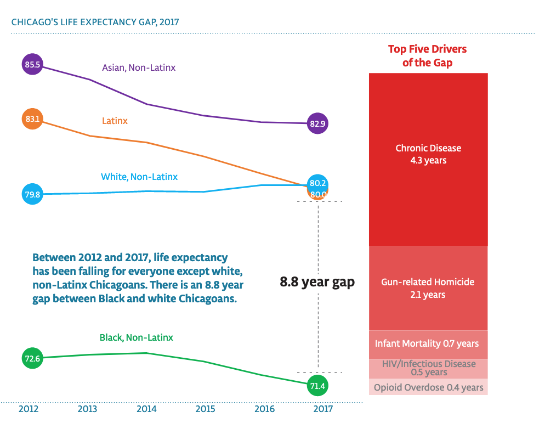 CHICAGO'S LIFE EXPECTANCY GAP, 2017
Top Five Drivers
of the Gap
85.5
Asian, Non-Latinx
83.1
Latinx
82.9
White, Non-Latinx
79.8
80.2
80.0
Chronic Disease
4.3 years
Between 2012 and 2017, life expectancy
has been falling for everyone except white,
non-Latinx Chicagoans. There is an 8.8 year
gap between Black and white Chicagoans.
8.8 year gap
Gun-related Homicide
2.1 years
Black, Non-Latinx
72.6
71.4
Infant Mortality 0.7 years
HIV/Infectious Disease
0.5 years
Opioid Overdose 0.4 years
2012
2013
2014
2015
2016
2017